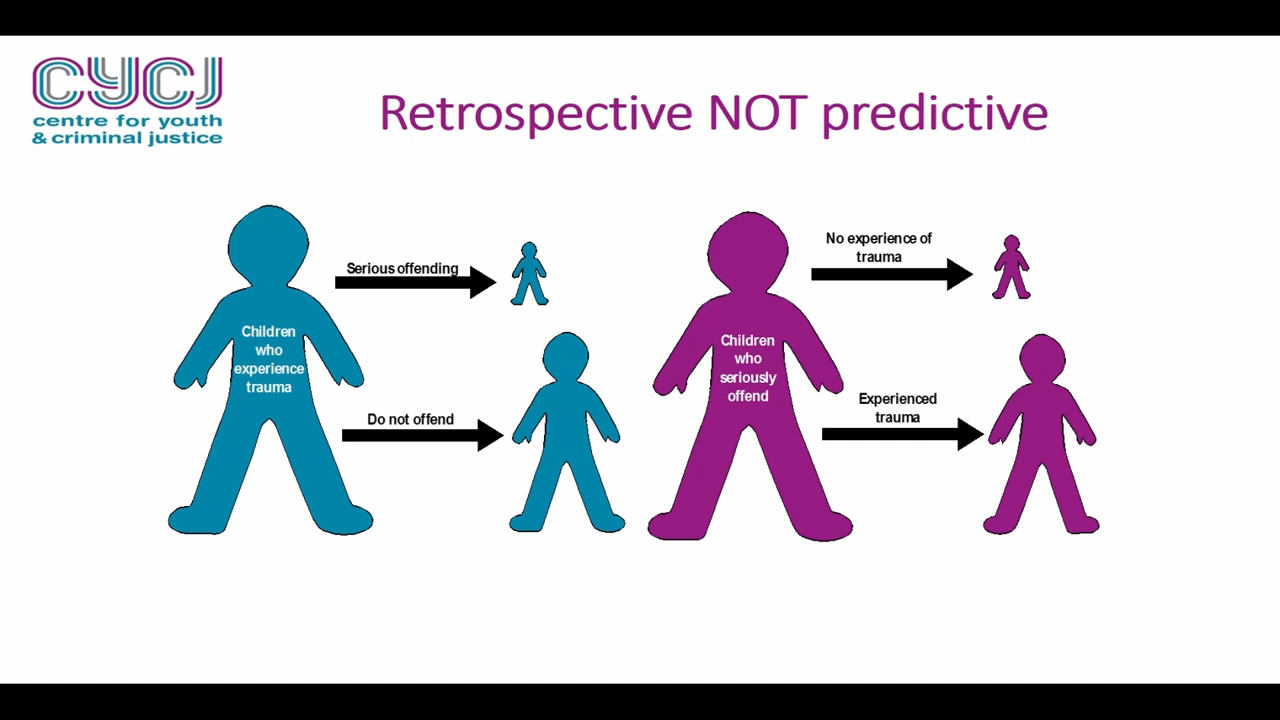 cycj
centre for youth
& criminal justice
Retrospective NOT predictive
Serious offending
Children
who
experience
trauma
Do not offend
No experience of
trauma
Children
who
seriously
offend
Experienced
trauma